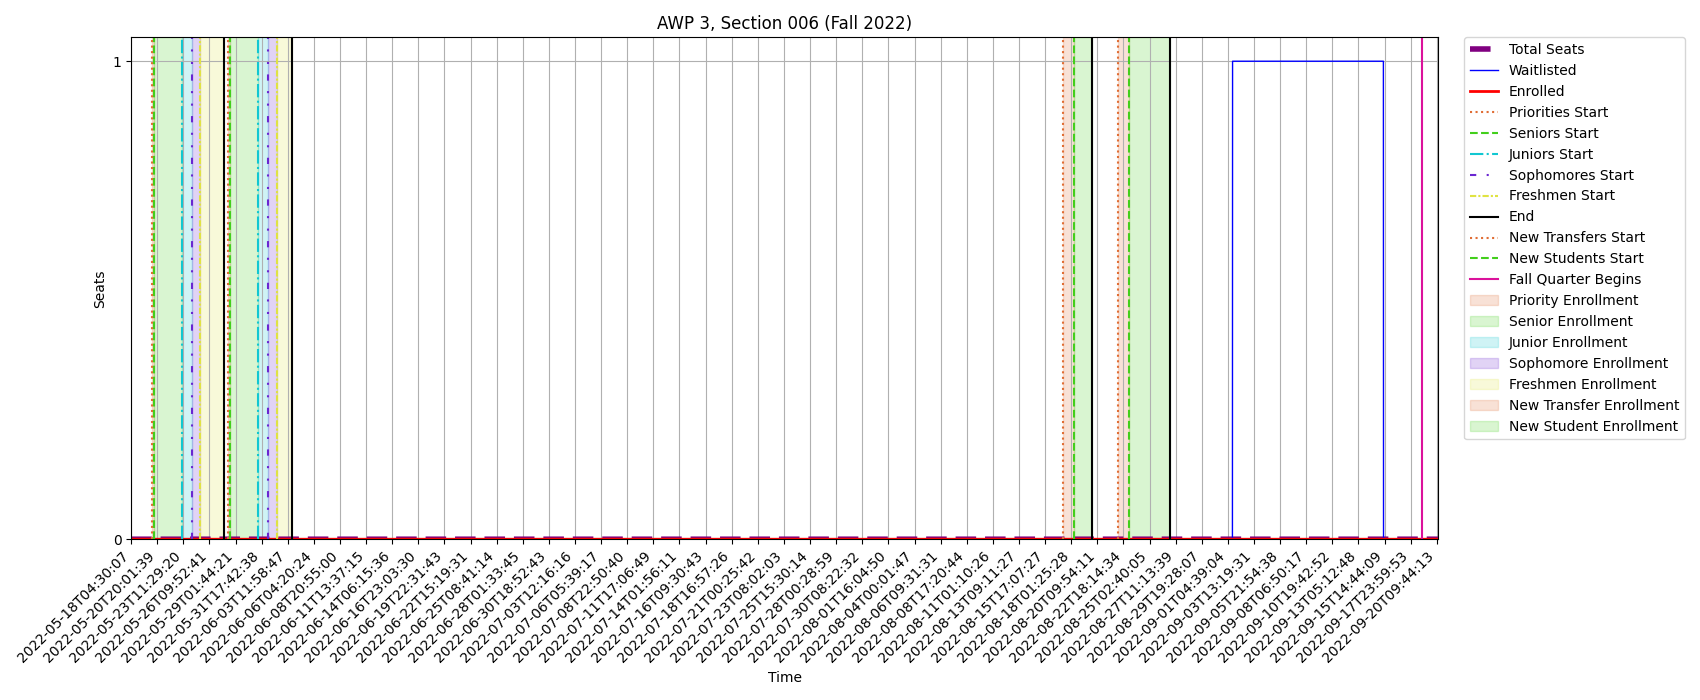 AWP 3, Section 006 (Fall 2022)
Seats
1
0
2022-05-18T04:30:07
2022-05-20T20:01:39
2022-05-23T11:29:20
2022-05-26T09:52:41
2022-05-29T01:44:21
2022-05-31T17:42:38
2022-06-03T11:58:47
2022-06-06T04:20:24
2022-06-08T20:55:00
2022-06-11T13:37:15
2022-06-14T06:15:36
2022-06-16T23:03:30
2022-06-19T22:31:43
2022-06-22T15:19:31
2022-06-25T08:41:14
2022-06-28T01:33:45
2022-06-30T18:52:43
2022-07-03T12:16:16
2022-07-06T05:39:17
2022-07-08T22:50:40
2022-07-11T17:06:49
2022-07-14T01:56:11
2022-07-16T09:30:43
2022-07-18T16:57:26
2022-07-21T00:25:42
2022-07-23T08:02:03
2022-07-25T15:30:14
2022-07-28T00:28:59
2022-07-30T08:22:32
2022-08-01T16:04:50
2022-08-04T00:01:47
2022-08-06T09:31:31
2022-08-08T17:20:44
2022-08-11T01:10:26
2022-08-13T09:11:27
2022-08-15T17:07:27
2022-08-18T01:25:28
2022-08-20T09:54:11
2022-08-22T18:14:34
2022-08-25T02:40:05
2022-08-27T11:13:39
2022-08-29T19:28:07
2022-09-01T04:39:04
2022-09-03T13:19:31
2022-09-05T21:54:38
2022-09-08T06:50:17
2022-09-10T19:42:52
2022-09-13T05:12:48
2022-09-15T14:44:09
2022-09-17T23:59:53
2022-09-20T09:44:13
Time
Total Seats
Waitlisted
Enrolled
Priorities Start
Seniors Start
Juniors Start
Sophomores Start
Freshmen Start
End
New Transfers Start
New Students Start
Fall Quarter Begins
Priority Enrollment
Senior Enrollment
Junior Enrollment
Sophomore Enrollment
Freshmen Enrollment
New Transfer Enrollment
New Student Enrollment